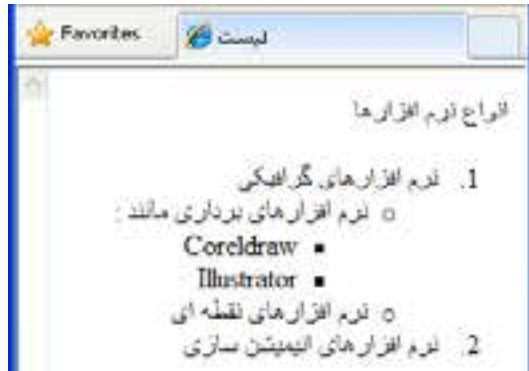 Favorites
لیست
انواع نرم افزارها
1. نرم افزارهای گرافیکی
o نرم افزارهای برداری مانند :
▪ Coreldraw
▪ Illustrator
o نرم افزارهای نقطه ای
2. نرم افزارهای انیمیشن سازی